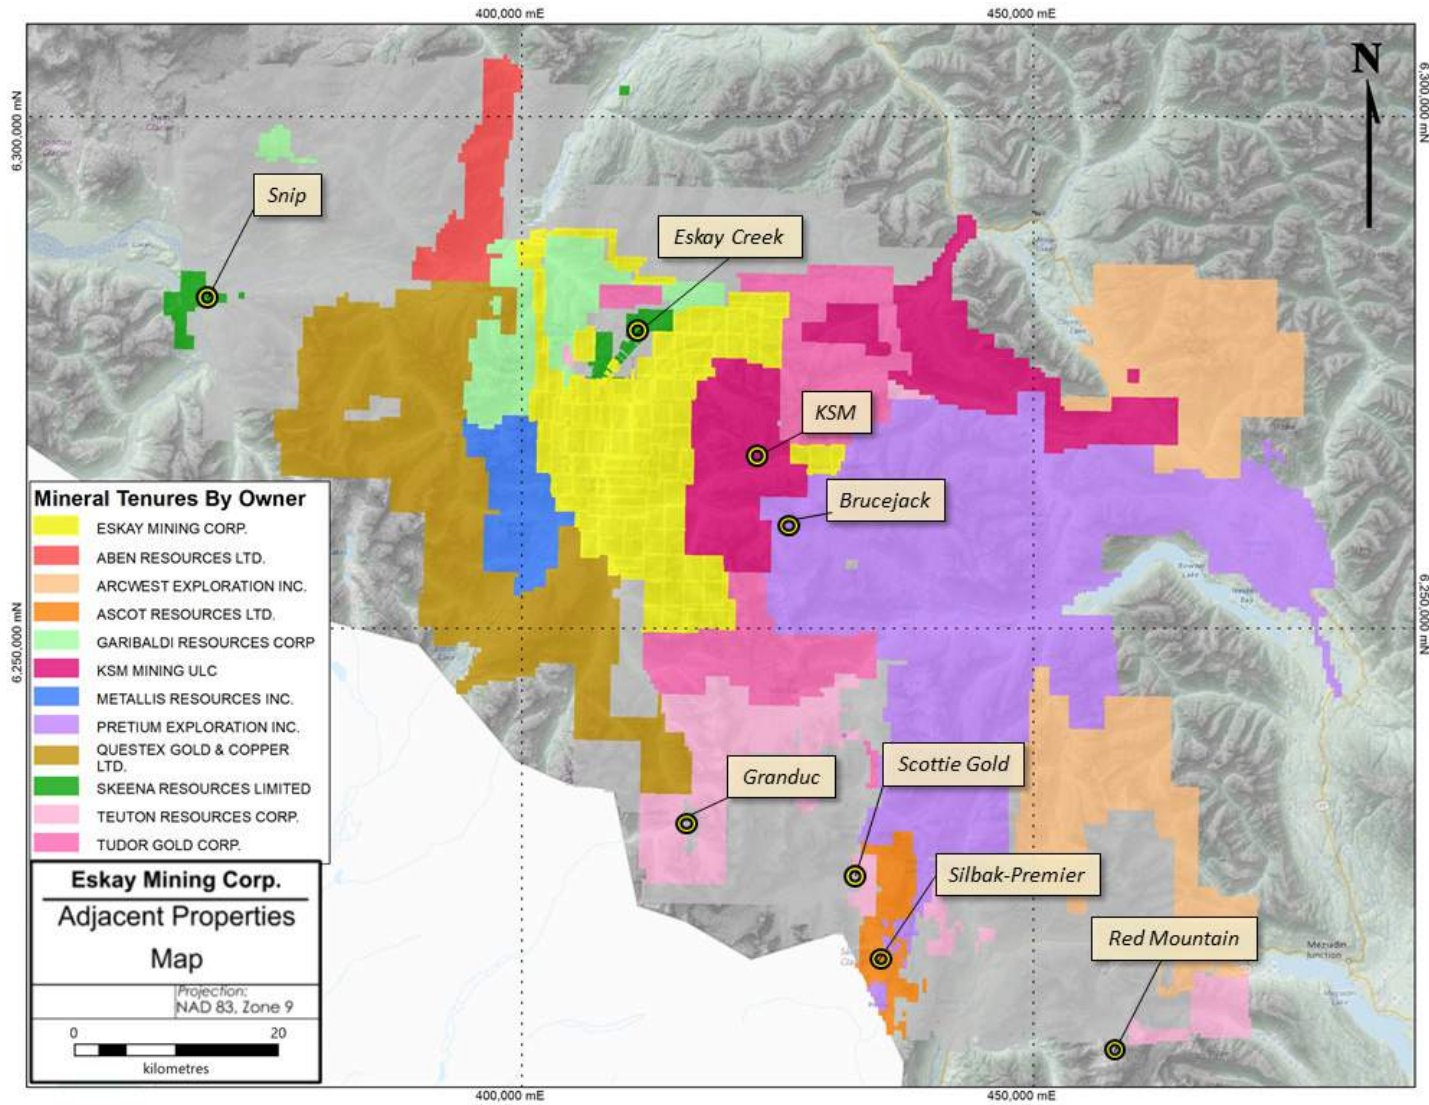 400,000 mE
450,000 mE
6,300,000 mN
6,300,000 mN
N
Snip
Eskay Creek
KSM
Brucejack
Mineral Tenures By Owner
ESKAY MINING CORP.
ABEN RESOURCES LTD.
ARCWEST EXPLORATION INC.
ASCOT RESOURCES LTD.
GARIBALDI RESOURCES CORP
KSM MINING ULC
METALLIS RESOURCES INC.
PRETIUM EXPLORATION INC.
QUESTEX GOLD & COPPER
LTD.
SKEENA RESOURCES LIMITED
TEUTON RESOURCES CORP.
TUDOR GOLD CORP.
6,250,000 mN
6,250,000 mN
Bowser
Lake
Granduc
Scottie Gold
Silbak-Premier
Red Mountain
Meziadin
Junction
Eskay Mining Corp.
Adjacent Properties
Map
Projection:
NAD 83, Zone 9
0
20
kilometres
400,000 mE
450,000 mE